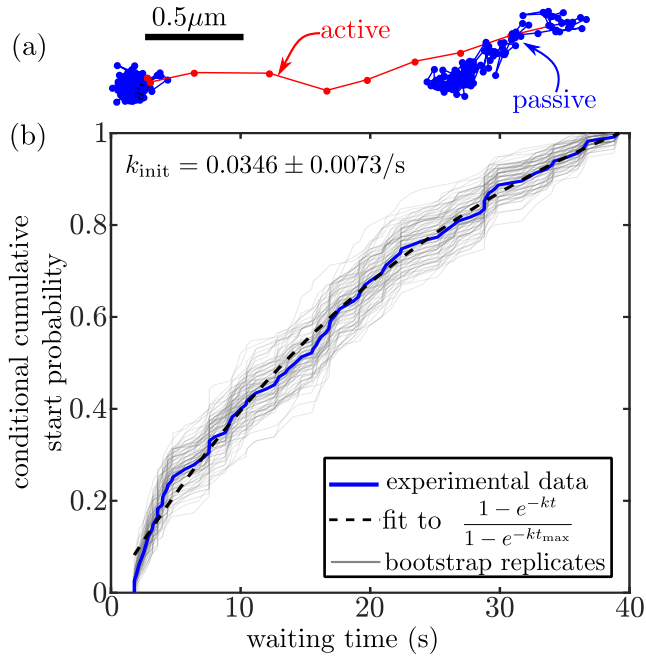 (a)
0.5μm
active
passive
(b)
k_init = 0.0346 ± 0.0073/s
conditional cumulative
start probability
1
0.8
0.6
0.4
0.2
0
experimental data
fit to (1 − e^{−kt})/(1 − e^{−kt_max})
bootstrap replicates
0 10 20 30 40
waiting time (s)